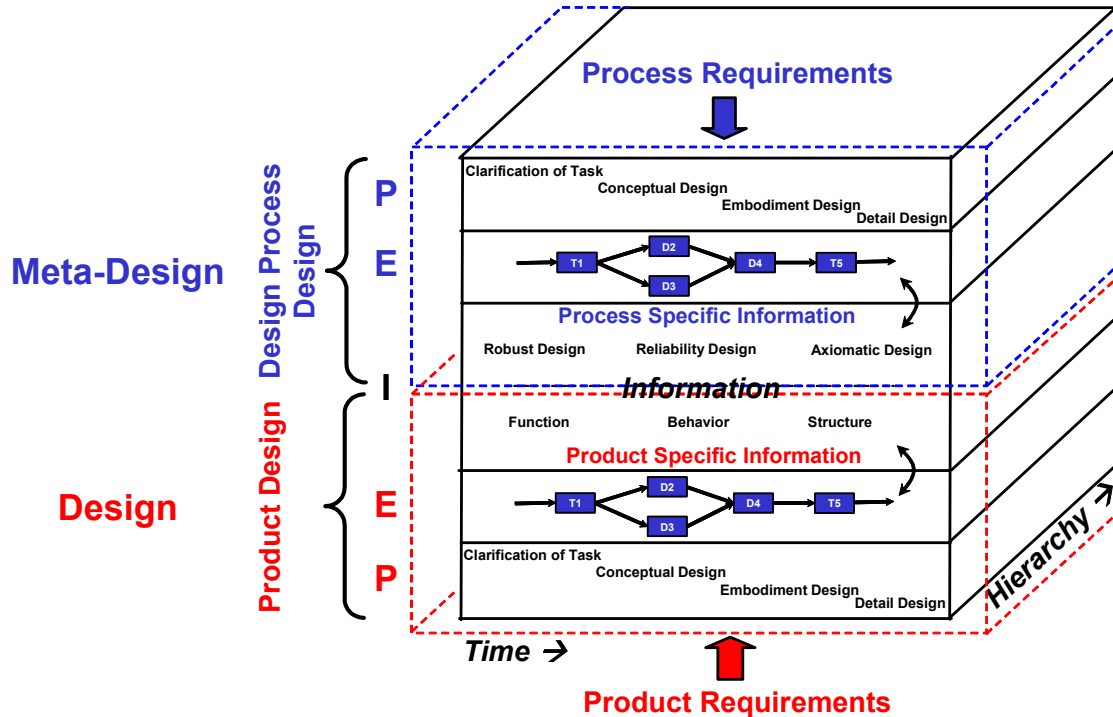 Process Requirements
Meta-Design
Design Process
Design
P
Clarification of Task
Conceptual Design
Embodiment Design
Detail Design
E
T1
D2
D3
D4
T5
Process Specific Information
Robust Design
Reliability Design
Axiomatic Design
I
Information
Design
Product Design
Function
Behavior
Structure
Product Specific Information
E
T1
D2
D3
D4
T5
P
Clarification of Task
Conceptual Design
Embodiment Design
Detail Design
Hierarchy →
Time →
Product Requirements